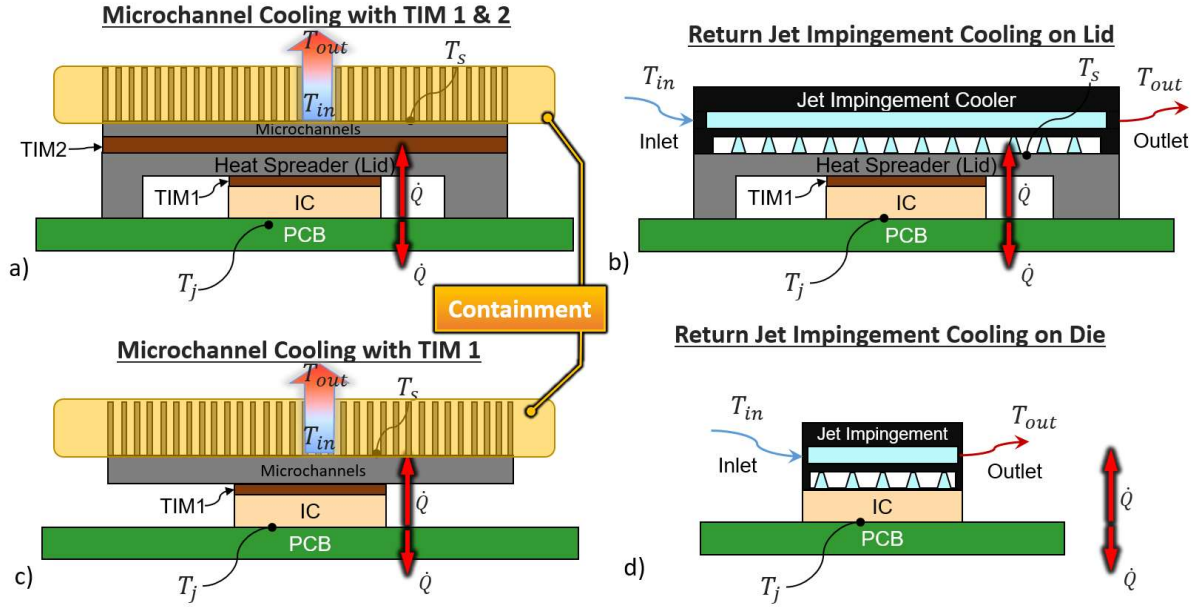 Microchannel Cooling with TIM 1 & 2
T_out
T_s
T_in
Microchannels
TIM2
Heat Spreader (Lid)
TIM1
IC
Q̇
PCB
Q̇
a)
T_j
Return Jet Impingement Cooling on Lid
T_in
T_s
T_out
Jet Impingement Cooler
Inlet
Outlet
Heat Spreader (Lid)
TIM1
IC
Q̇
PCB
b)
Q̇
T_j
Containment
Microchannel Cooling with TIM 1
T_out
T_s
T_in
Microchannels
TIM1
IC
Q̇
PCB
c)
T_j
Q̇
Return Jet Impingement Cooling on Die
T_in
T_out
Jet Impingement
Inlet
Outlet
IC
Q̇
PCB
d)
T_j
Q̇